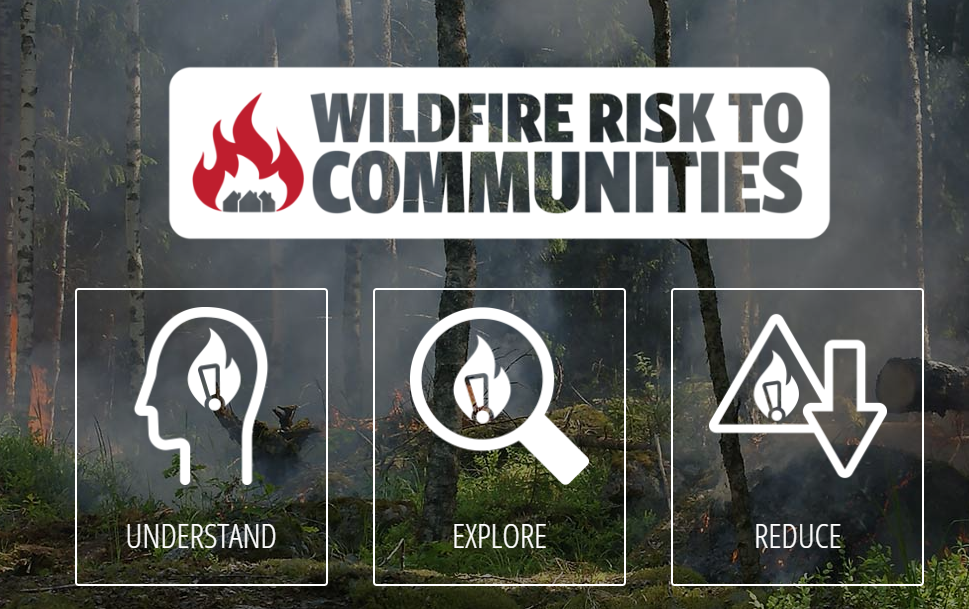 WILDFIRE RISK TO
COMMUNITIES
UNDERSTAND
EXPLORE
REDUCE